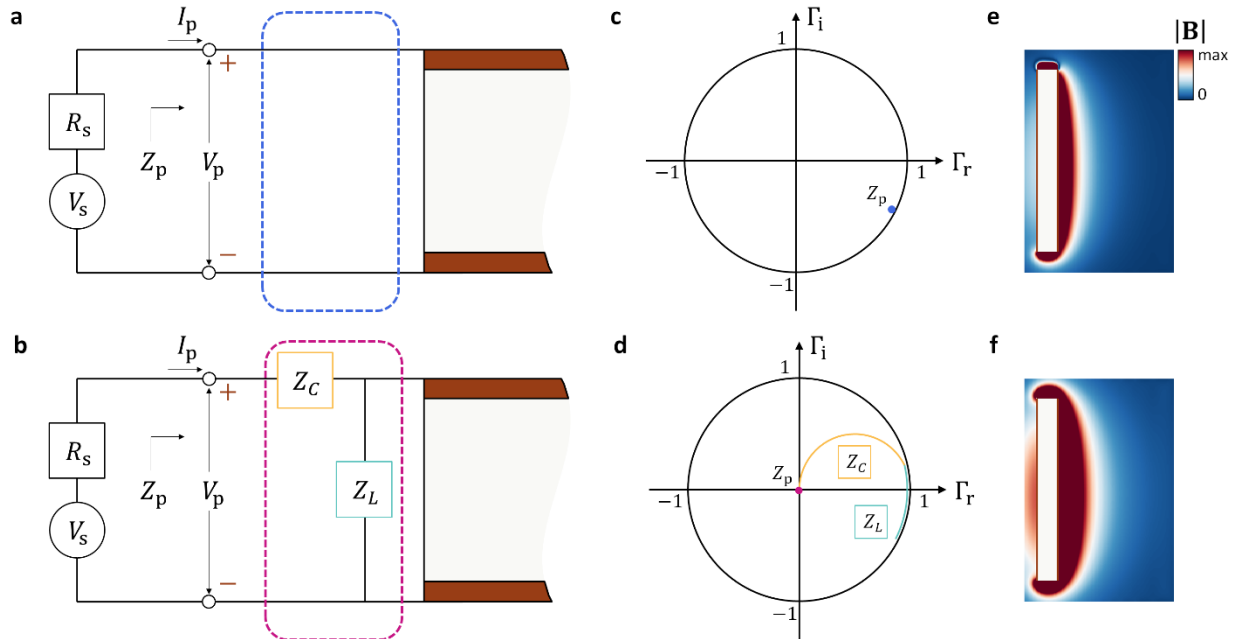 a
I_p
+
R_s
Z_p
V_p
V_s
−
b
I_p
+
Z_C
R_s
Z_p
V_p
Z_L
V_s
−
c
Γ_i
1
−1
1
Γ_r
Z_p
−1
d
Γ_i
1
Z_p
Z_C
−1
1
Γ_r
Z_L
−1
e
|B|
max
0
f